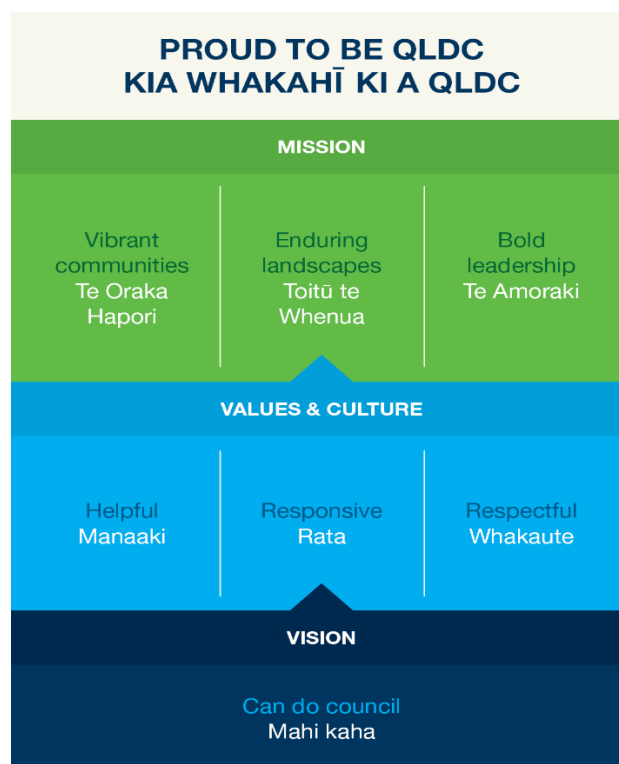 PROUD TO BE QLDC
KIA WHAKAHĪ KI A QLDC
MISSION
Vibrant
communities
Te Oraka
Hapori
Enduring
landscapes
Toitū te
Whenua
Bold
leadership
Te Amoraki
VALUES & CULTURE
Helpful
Manaaki
Responsive
Rata
Respectful
Whakaute
VISION
Can do council
Mahi kaha